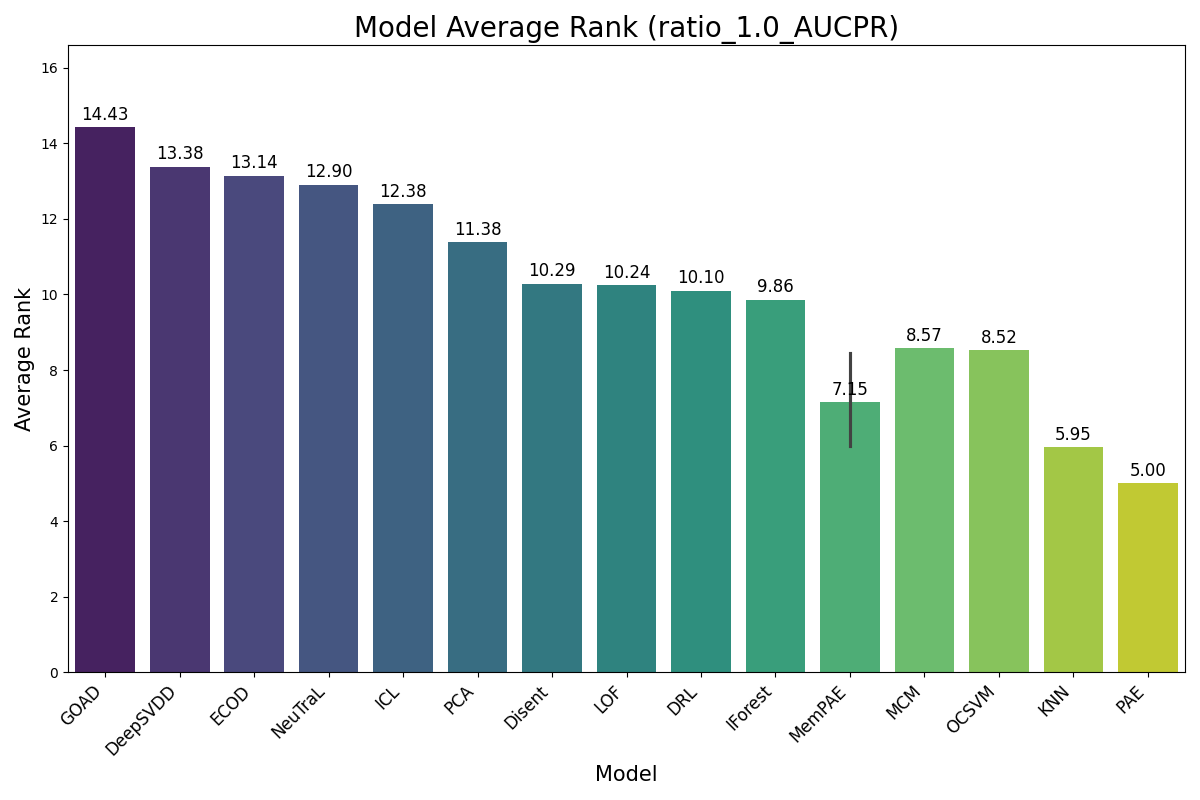 Model Average Rank (ratio_1.0_AUCPR)
Average Rank
16
14
12
10
8
6
4
2
0
14.43
13.38
13.14
12.90
12.38
11.38
10.29
10.24
10.10
9.86
7.15
8.57
8.52
5.95
5.00
GOAD
DeepSVDD
ECOD
NeuTraL
ICL
PCA
Disent
LOF
DRL
IForest
MemPAE
MCM
OCSVM
KNN
PAE
Model